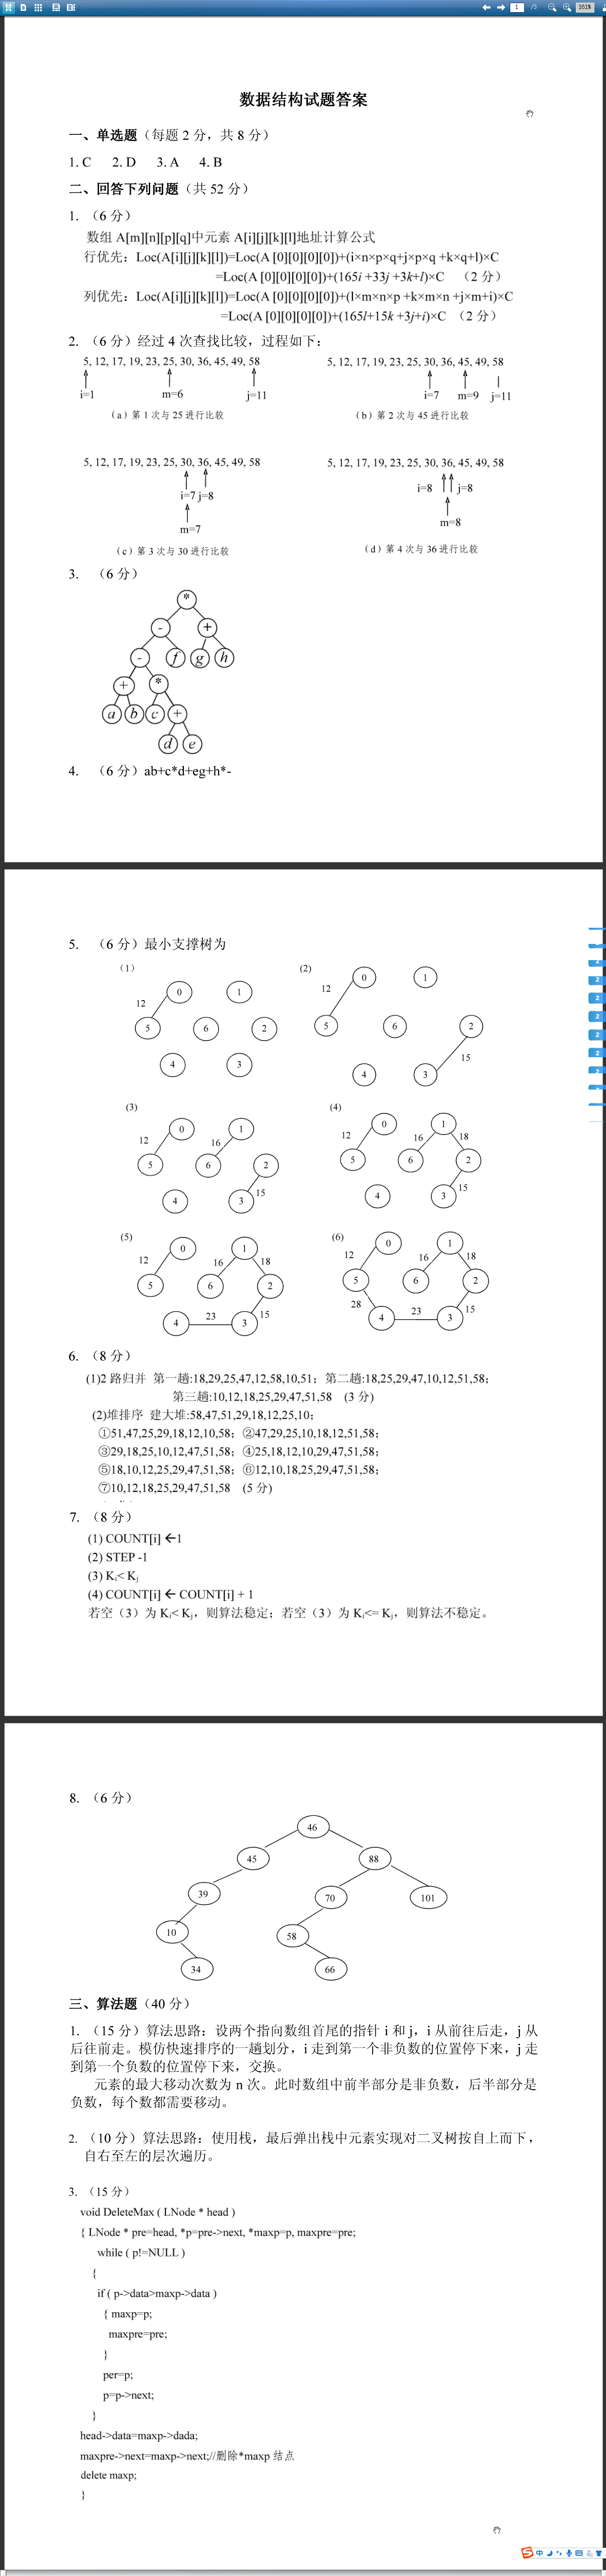 1 /3 161%
数据结构试题答案
一、单选题（每题 2 分，共 8 分）
1. C 2. D 3. A 4. B
二、回答下列问题（共 52 分）
1. （6 分）
数组 A[m][n][p][q]中元素 A[i][j][k][l]地址计算公式
行优先：Loc(A[i][j][k][l])=Loc(A [0][0][0][0])+(i×n×p×q+j×p×q +k×q+l)×C
=Loc(A [0][0][0][0])+(165i +33j +3k+l)×C （2 分）
列优先：Loc(A[i][j][k][l])=Loc(A [0][0][0][0])+(l×m×n×p +k×m×n +j×m+i)×C
=Loc(A [0][0][0][0])+(165l+15k +3j+i)×C （2 分）
2. （6 分）经过 4 次查找比较，过程如下：
5, 12, 17, 19, 23, 25, 30, 36, 45, 49, 58
i=1 m=6 j=11
（a）第 1 次与 25 进行比较
5, 12, 17, 19, 23, 25, 30, 36, 45, 49, 58
i=7 m=9 j=11
（b）第 2 次与 45 进行比较
5, 12, 17, 19, 23, 25, 30, 36, 45, 49, 58
i=7 j=8
m=7
（c）第 3 次与 30 进行比较
5, 12, 17, 19, 23, 25, 30, 36, 45, 49, 58
i=8 j=8
m=8
（d）第 4 次与 36 进行比较
3. （6 分）
*
- +
- f g h
+ *
a b c +
d e
4. （6 分）ab+c*d+eg+h*-
5. （6 分）最小支撑树为
（1）
0 1
12
5 6 2
4 3
(2)
0 1
12
5 6 2
15
4 3
(3)
0 1
12 16
5 6 2
15
4 3
(4)
0 1
12 16 18
5 6 2
15
4 3
(5)
0 1
12 16 18
5 6 2
23 15
4 3
(6)
0 1
12 16 18
5 6 2
28 23 15
4 3
6. （8 分）
(1)2 路归并 第一趟:18,29,25,47,12,58,10,51；第二趟:18,25,29,47,10,12,51,58；
第三趟:10,12,18,25,29,47,51,58 (3 分)
(2)堆排序 建大堆:58,47,51,29,18,12,25,10；
①51,47,25,29,18,12,10,58；②47,29,25,10,18,12,51,58；
③29,18,25,10,12,47,51,58；④25,18,12,10,29,47,51,58；
⑤18,10,12,25,29,47,51,58；⑥12,10,18,25,29,47,51,58；
⑦10,12,18,25,29,47,51,58 (5 分)
7. （8 分）
(1) COUNT[i] ←1
(2) STEP -1
(3) Ki< Kj
(4) COUNT[i] ← COUNT[i] + 1
若空（3）为 Ki< Kj，则算法稳定；若空（3）为 Ki<= Kj，则算法不稳定。
8. （6 分）
46
45 88
39 70 101
10 58
34 66
三、算法题（40 分）
1. （15 分）算法思路：设两个指向数组首尾的指针 i 和 j，i 从前往后走，j 从
后往前走。模仿快速排序的一趟划分，i 走到第一个非负数的位置停下来，j 走
到第一个负数的位置停下来，交换。
元素的最大移动次数为 n 次。此时数组中前半部分是非负数，后半部分是
负数，每个数都需要移动。
2. （10 分）算法思路：使用栈，最后弹出栈中元素实现对二叉树按自上而下，
自右至左的层次遍历。
3. （15 分）
void DeleteMax ( LNode * head )
{ LNode * pre=head, *p=pre->next, *maxp=p, maxpre=pre;
while ( p!=NULL )
{
if ( p->data>maxp->data )
{ maxp=p;
maxpre=pre;
}
per=p;
p=p->next;
}
head->data=maxp->dada;
maxpre->next=maxp->next;//删除*maxp 结点
delete maxp;
}
中